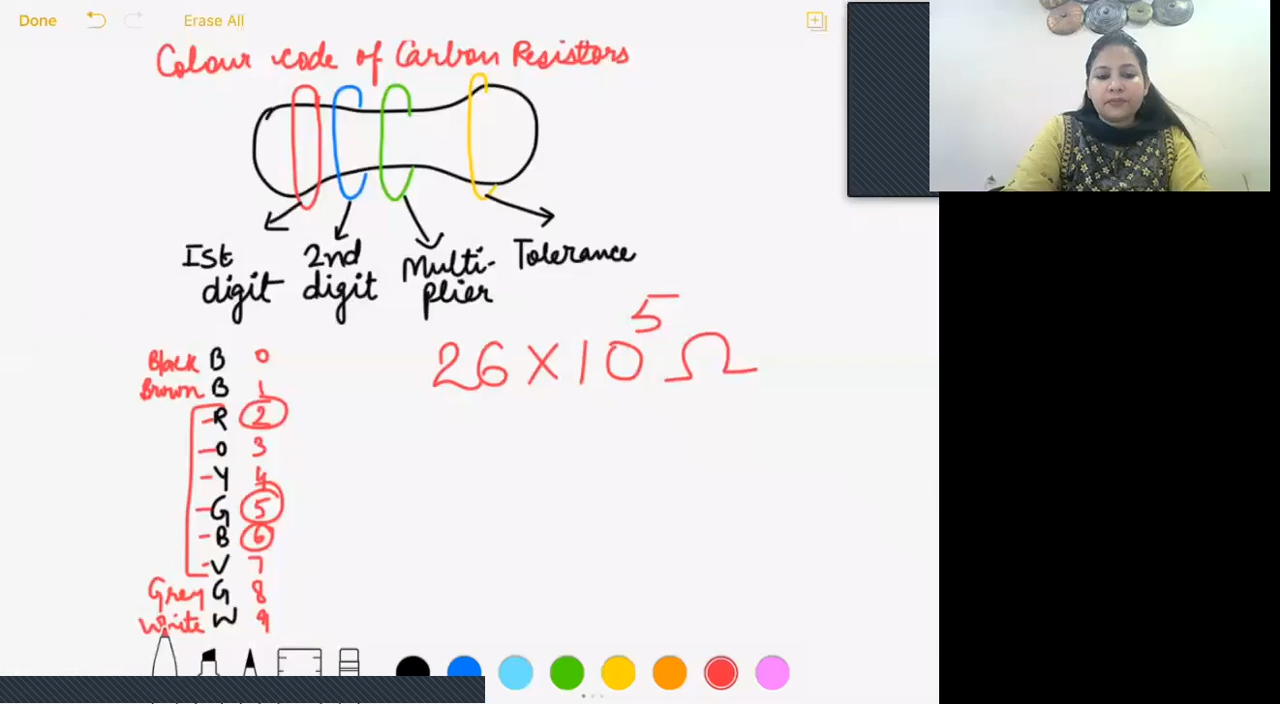 Done
Erase All
Colour code of Carbon Resistors
Ist digit
2nd digit
Multi-
plier
Tolerance
26 X 10^5 Ω
Black B 0
Brown B 1
R 2
O 3
Y 4
G 5
B 6
V 7
Grey G 8
White W 9